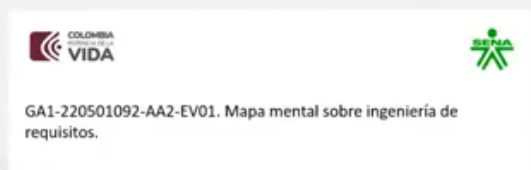 COLOMBIA
POTENCIA DE LA
VIDA
SENA
GA1-220501092-AA2-EV01. Mapa mental sobre ingeniería de
requisitos.